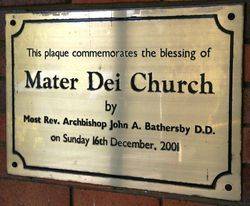 This plaque commemorates the blessing of
Mater Dei Church
by
Most Rev. Archbishop John A. Bathersby D.D.
on Sunday 16th December, 2001